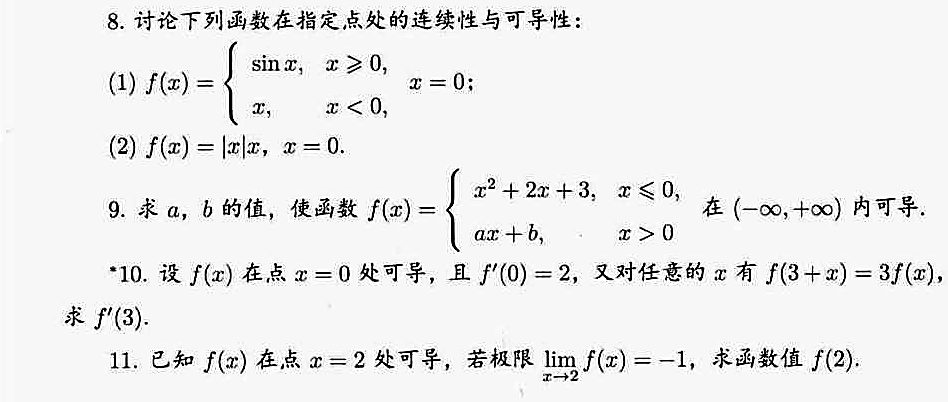 8. 讨论下列函数在指定点处的连续性与可导性:
(1) f(x) = { sin x, x ⩾ 0, x, x < 0, x = 0;
(2) f(x) = |x|x, x = 0.
9. 求 a, b 的值, 使函数 f(x) = { x² + 2x + 3, x ⩽ 0, ax + b, x > 0 在 (−∞, +∞) 内可导.
*10. 设 f(x) 在点 x = 0 处可导, 且 f′(0) = 2, 又对任意的 x 有 f(3 + x) = 3f(x),
求 f′(3).
11. 已知 f(x) 在点 x = 2 处可导, 若极限 lim_{x→2} f(x) = −1, 求函数值 f(2).